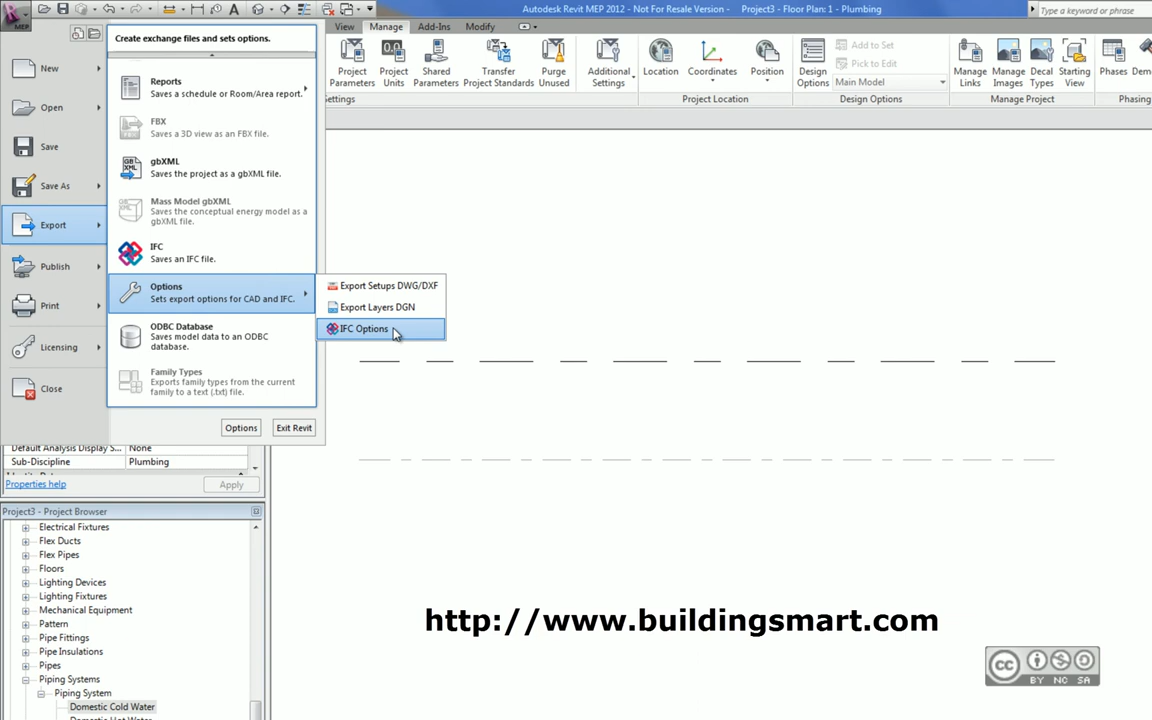 MEP
Autodesk Revit MEP 2012 - Not For Resale Version - Project3 - Floor Plan: 1 - Plumbing
Type a keyword or phrase
View
Manage
Add-Ins
Modify
Create exchange files and sets options.
New
Open
Save
Save As
Export
Publish
Print
Licensing
Close
Reports
Saves a schedule or Room/Area report.
FBX
Saves a 3D view as an FBX file.
gbXML
Saves the project as a gbXML file.
Mass Model gbXML
Saves the conceptual energy model as a
gbXML file.
IFC
Saves an IFC file.
Options
Sets export options for CAD and IFC.
ODBC Database
Saves model data to an ODBC
database.
Family Types
Exports family types from the current
family to a text (.txt) file.
Options
Exit Revit
Export Setups DWG/DXF
Export Layers DGN
IFC Options
Project
Parameters
Project
Units
Shared
Parameters
Transfer
Project Standards
Purge
Unused
Additional
Settings
Location
Coordinates
Position
Design
Options
Add to Set
Pick to Edit
Main Model
Manage
Links
Manage
Images
Decal
Types
Starting
View
Phases
Settings
Project Location
Design Options
Manage Project
Phasing
Default Analysis Display S...
None
Sub-Discipline
Plumbing
Properties help
Apply
Project3 - Project Browser
Electrical Fixtures
Flex Ducts
Flex Pipes
Floors
Lighting Devices
Lighting Fixtures
Mechanical Equipment
Pattern
Pipe Fittings
Pipe Insulations
Pipes
Piping Systems
Piping System
Domestic Cold Water
http://www.buildingsmart.com
cc
BY NC SA